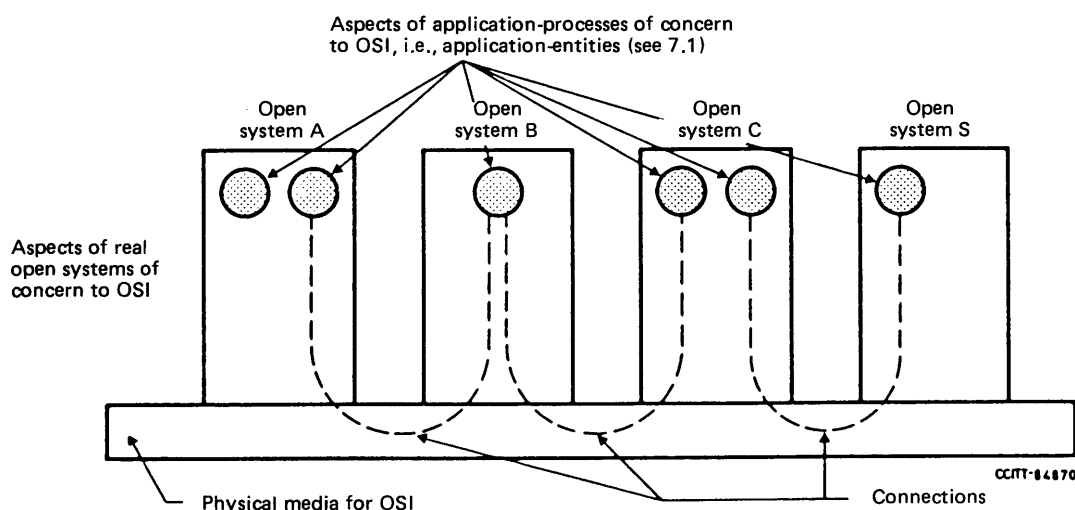 Aspects of application-processes of concern
to OSI, i.e., application-entities (see 7.1)
Open
system A
Open
system B
Open
system C
Open
system S
Aspects of real
open systems of
concern to OSI
CCITT-84870
Physical media for OSI
Connections